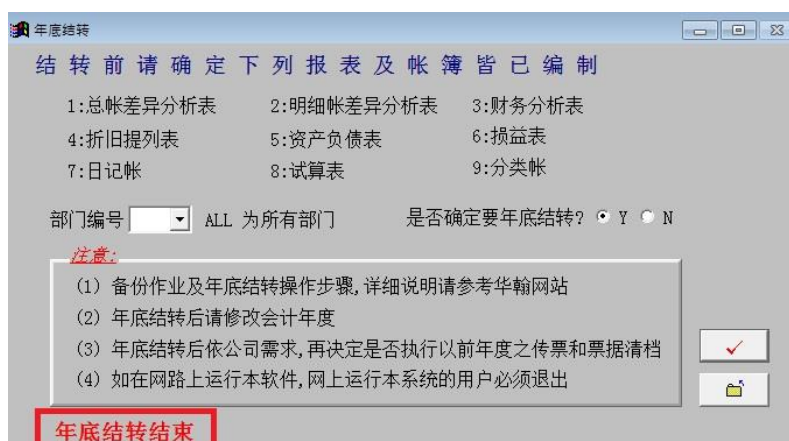 年底结转
结转前请确定下列报表及帐簿皆已编制
1:总帐差异分析表 2:明细帐差异分析表 3:财务分析表
4:折旧提列表 5:资产负债表 6:损益表
7:日记帐 8:试算表 9:分类帐
部门编号 ALL 为所有部门 是否确定要年底结转? Y N
注意:
(1) 备份作业及年底结转操作步骤,详细说明请参考华翰网站
(2) 年底结转后请修改会计年度
(3) 年底结转后依公司需求,再决定是否执行以前年度之传票和票据清档
(4) 如在网路上运行本软件,网上运行本系统的用户必须退出
年底结转结束